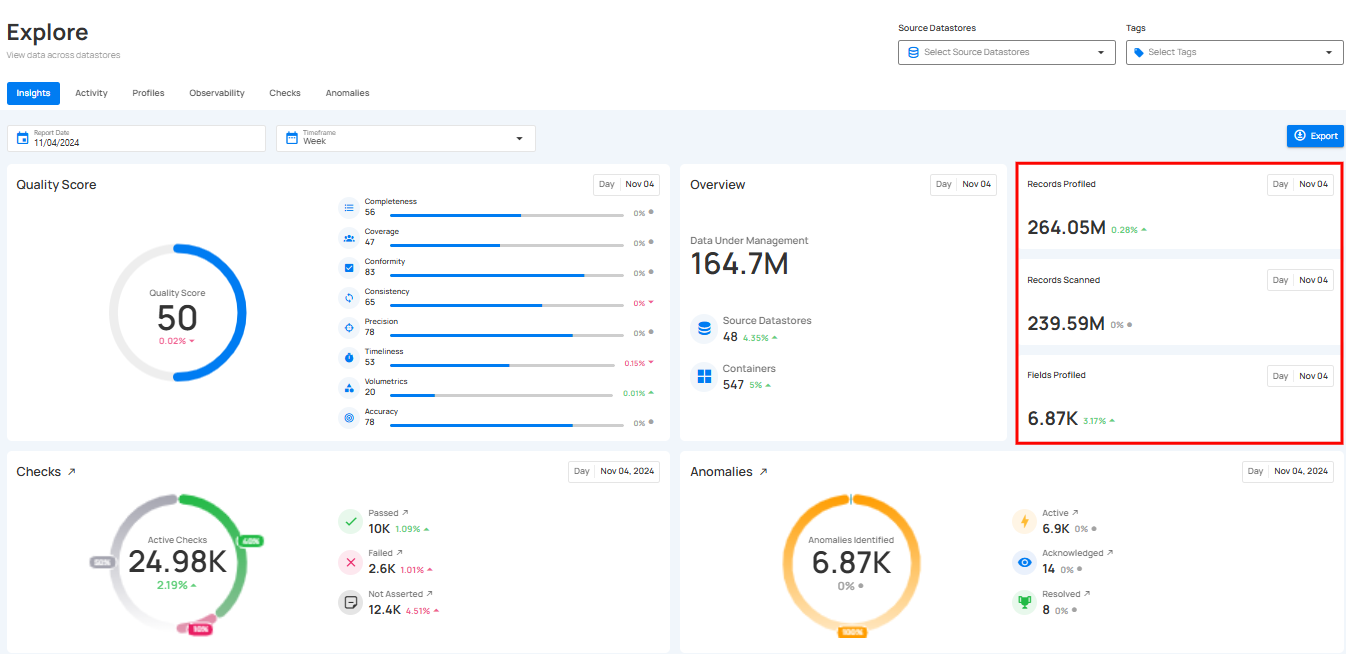 Explore
View data across datastores
Source Datastores
Select Source Datastores
Tags
Select Tags
Insights Activity Profiles Observability Checks Anomalies
Report Date
11/04/2024
Timeframe
Week
Export
Quality Score
Day Nov 04
Quality Score
50
0.02%
Completeness
56 0%
Coverage
47 0%
Conformity
83 0%
Consistency
65 0%
Precision
78 0%
Timeliness
53 0.15%
Volumetrics
20 0.01%
Accuracy
78 0%
Overview
Day Nov 04
Data Under Management
164.7M
Source Datastores
48 4.35%
Containers
547 5%
Records Profiled
Day Nov 04
264.05M 0.28%
Records Scanned
Day Nov 04
239.59M 0%
Fields Profiled
Day Nov 04
6.87K 3.17%
Checks
Day Nov 04, 2024
Active Checks
24.98K
2.19%
40%
50%
10%
Passed
10K 1.09%
Failed
2.6K 1.01%
Not Asserted
12.4K 4.51%
Anomalies
Day Nov 04, 2024
Anomalies Identified
6.87K
0%
100%
Active
6.9K 0%
Acknowledged
14 0%
Resolved
8 0%